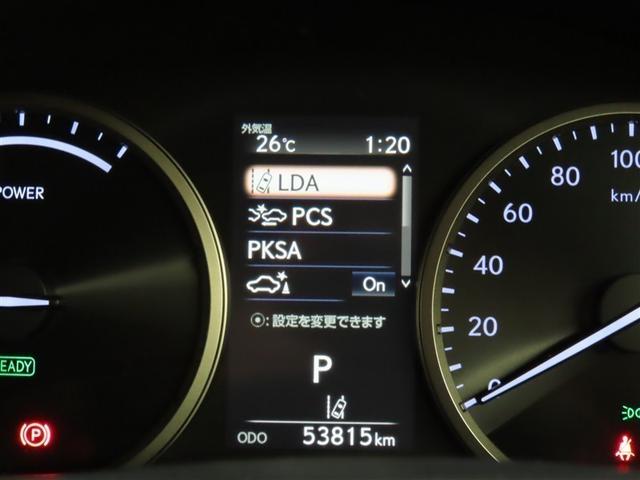 外気温
26℃ 1:20
LDA
PCS
PKSA
On
⦿:設定を変更できます
P
ODO 53815km
POWER
READY
P
100
80
60
40
20
0
km/